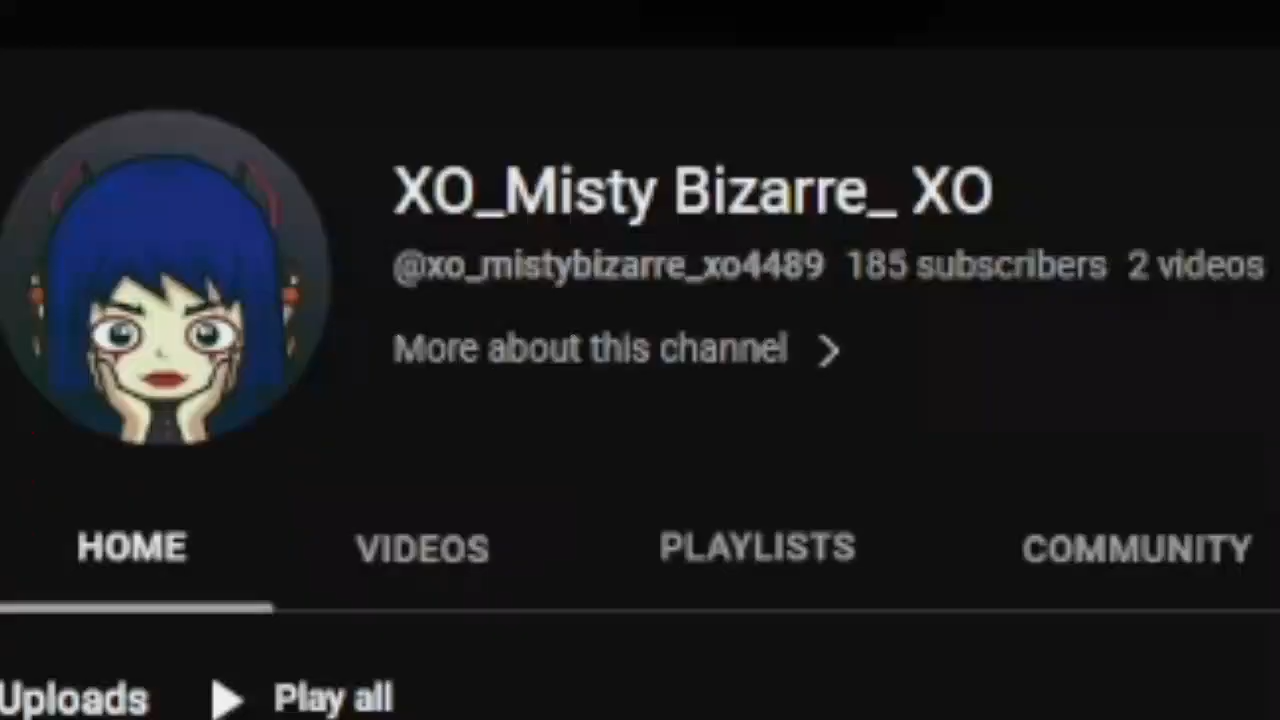 XO_Misty Bizarre_ XO
@xo_mistybizarre_xo4489 185 subscribers 2 videos
More about this channel
HOME VIDEOS PLAYLISTS COMMUNITY
Uploads Play all